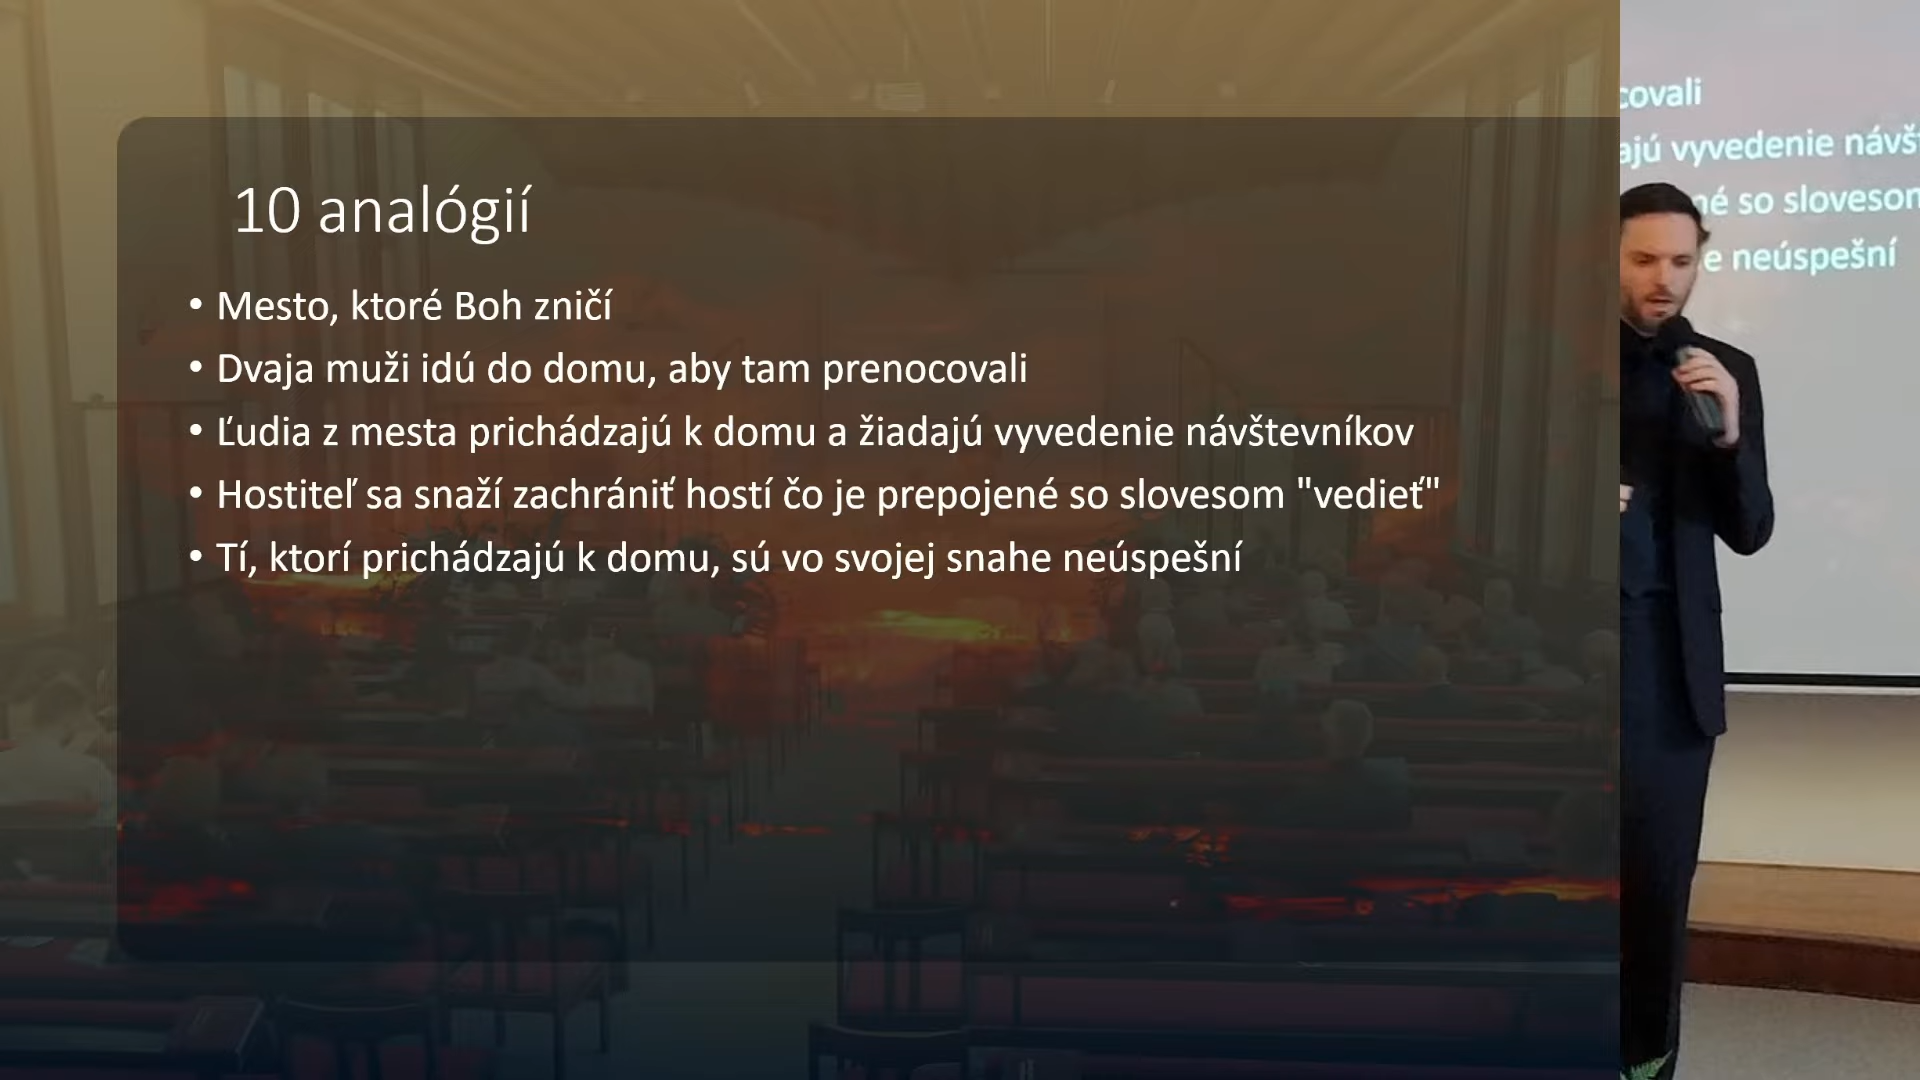 10 analógií
• Mesto, ktoré Boh zničí
• Dvaja muži idú do domu, aby tam prenocovali
• Ľudia z mesta prichádzajú k domu a žiadajú vyvedenie návštevníkov
• Hostiteľ sa snaží zachrániť hostí čo je prepojené so slovesom "vedieť"
• Tí, ktorí prichádzajú k domu, sú vo svojej snahe neúspešní
covali
ajú vyvedenie návšt
né so slovesom
e neúspešní